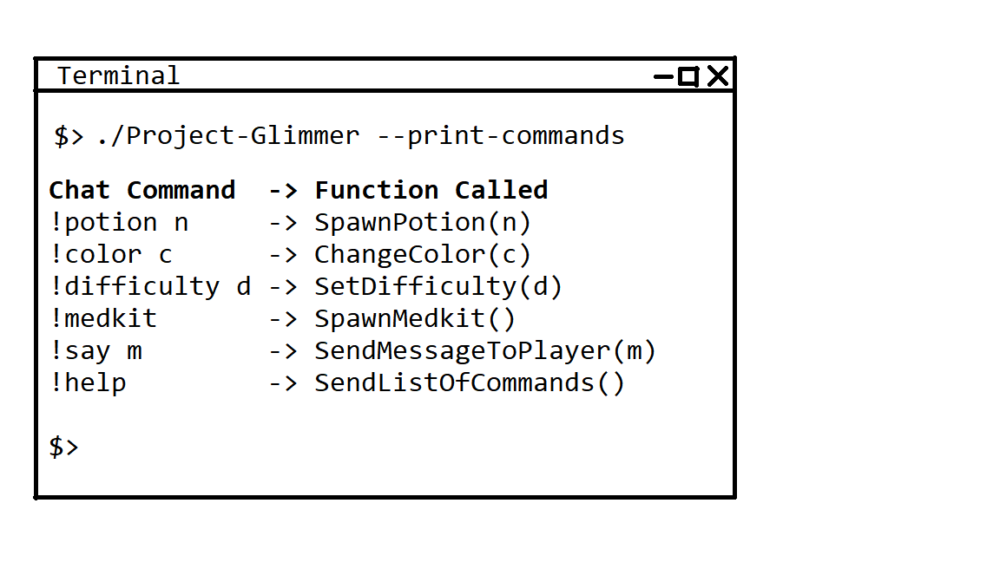 Terminal
$> ./Project-Glimmer --print-commands
Chat Command -> Function Called
!potion n -> SpawnPotion(n)
!color c -> ChangeColor(c)
!difficulty d -> SetDifficulty(d)
!medkit -> SpawnMedkit()
!say m -> SendMessageToPlayer(m)
!help -> SendListOfCommands()
$>